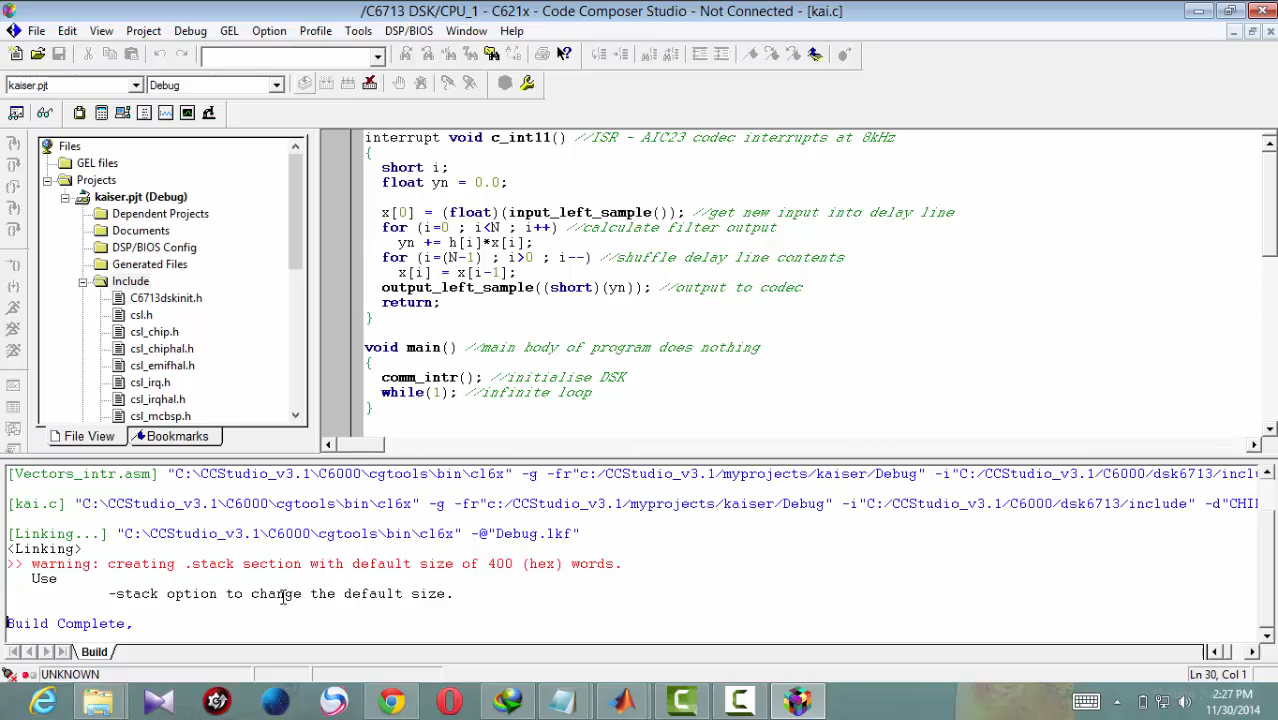 /C6713 DSK/CPU_1 - C621x - Code Composer Studio - Not Connected - [kai.c]
File Edit View Project Debug GEL Option Profile Tools DSP/BIOS Window Help
kaiser.pjt Debug
Files
GEL files
Projects
kaiser.pjt (Debug)
Dependent Projects
Documents
DSP/BIOS Config
Generated Files
Include
C6713dskinit.h
csl.h
csl_chip.h
csl_chiphal.h
csl_emifhal.h
csl_irq.h
csl_irqhal.h
csl_mcbsp.h
File View Bookmarks
interrupt void c_int11() //ISR - AIC23 codec interrupts at 8kHz
{
short i;
float yn = 0.0;
x[0] = (float)(input_left_sample()); //get new input into delay line
for (i=0 ; i<N ; i++) //calculate filter output
yn += h[i]*x[i];
for (i=(N-1) ; i>0 ; i--) //shuffle delay line contents
x[i] = x[i-1];
output_left_sample((short)(yn)); //output to codec
return;
}
void main() //main body of program does nothing
{
comm_intr(); //initialise DSK
while(1); //infinite loop
}
[Vectors_intr.asm] "C:\CCStudio_v3.1\C6000\cgtools\bin\cl6x" -g -fr"c:/CCStudio_v3.1/myprojects/kaiser/Debug" -i"C:/CCStudio_v3.1/C6000/dsk6713/inclu
[kai.c] "C:\CCStudio_v3.1\C6000\cgtools\bin\cl6x" -g -fr"c:/CCStudio_v3.1/myprojects/kaiser/Debug" -i"C:/CCStudio_v3.1/C6000/dsk6713/include" -d"CHI
[Linking...] "C:\CCStudio_v3.1\C6000\cgtools\bin\cl6x" -@"Debug.lkf"
<Linking>
>> warning: creating .stack section with default size of 400 (hex) words.
Use
-stack option to change the default size.
Build Complete,
Build
UNKNOWN
Ln 30, Col 1
2:27 PM
11/30/2014